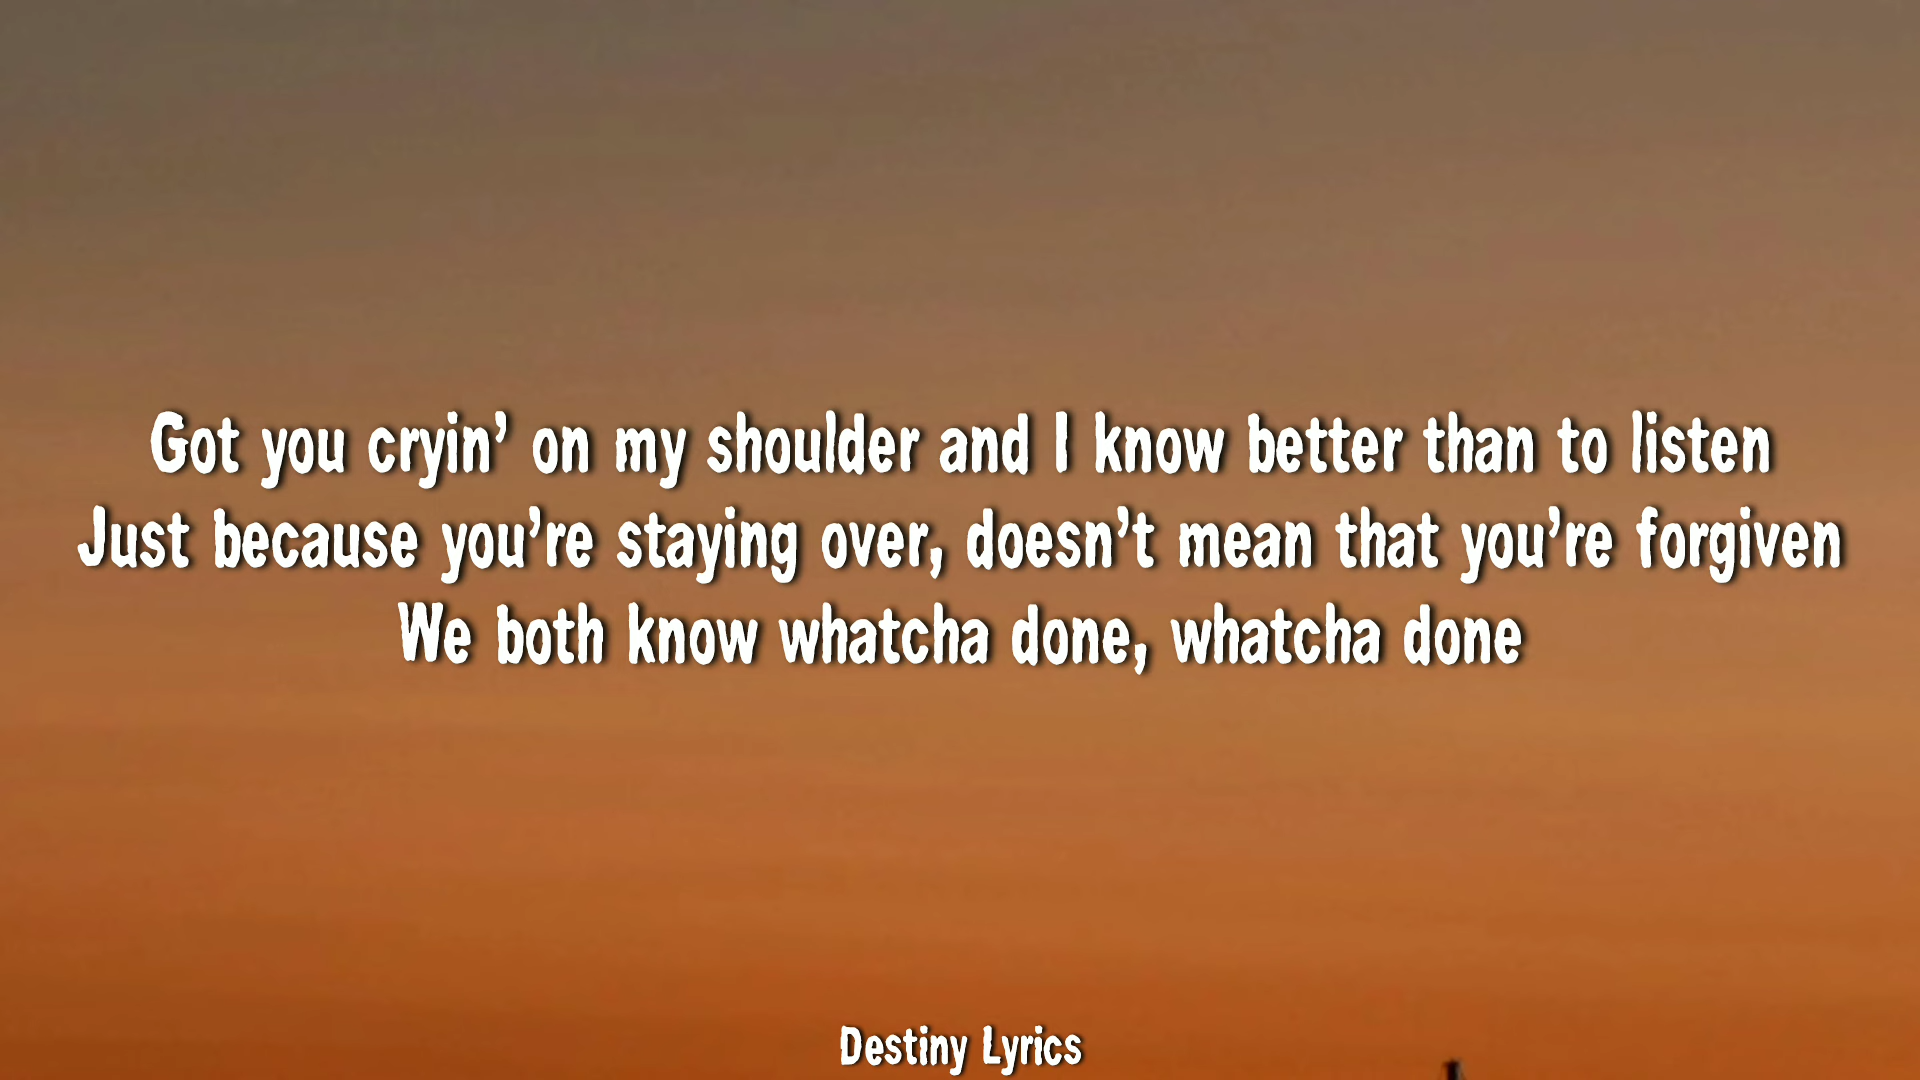 Got you cryin’ on my shoulder and I know better than to listen
Just because you’re staying over, doesn’t mean that you’re forgiven
We both know whatcha done, whatcha done
Destiny Lyrics